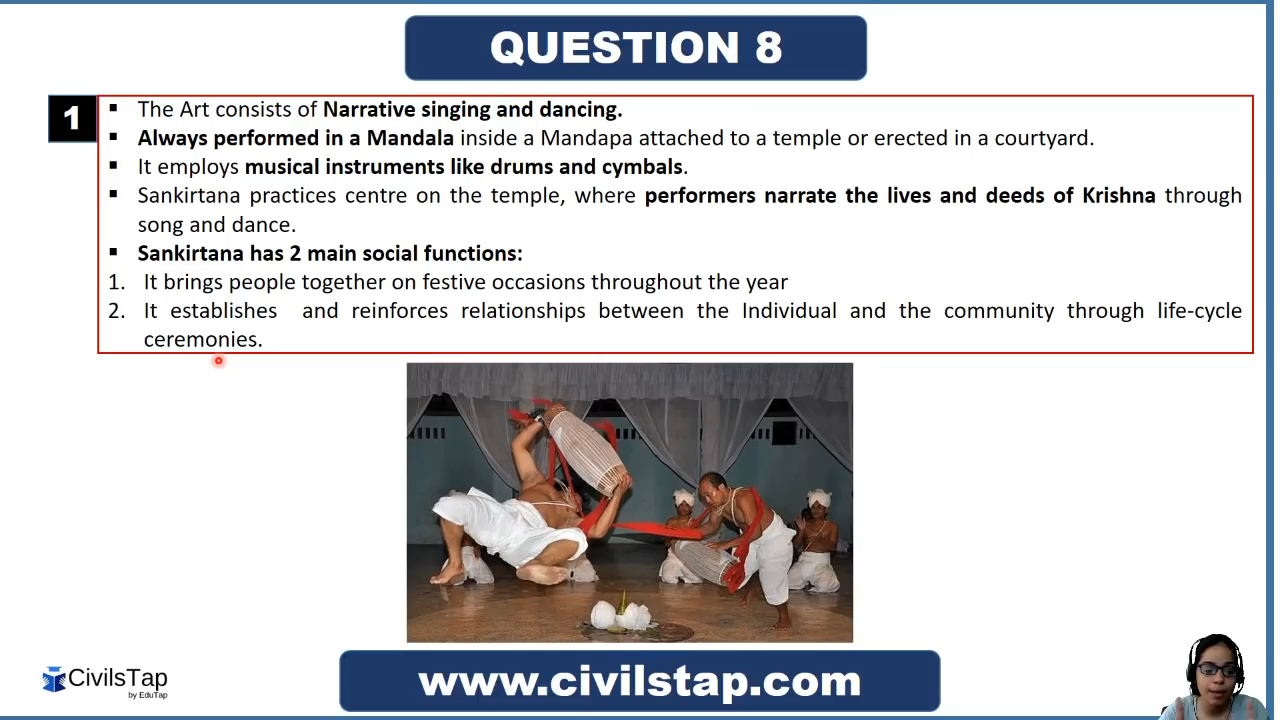 QUESTION 8
1
▪ The Art consists of Narrative singing and dancing.
▪ Always performed in a Mandala inside a Mandapa attached to a temple or erected in a courtyard.
▪ It employs musical instruments like drums and cymbals.
▪ Sankirtana practices centre on the temple, where performers narrate the lives and deeds of Krishna through
song and dance.
▪ Sankirtana has 2 main social functions:
1. It brings people together on festive occasions throughout the year
2. It establishes and reinforces relationships between the Individual and the community through life-cycle
ceremonies.
CivilsTap
by EduTap
www.civilstap.com